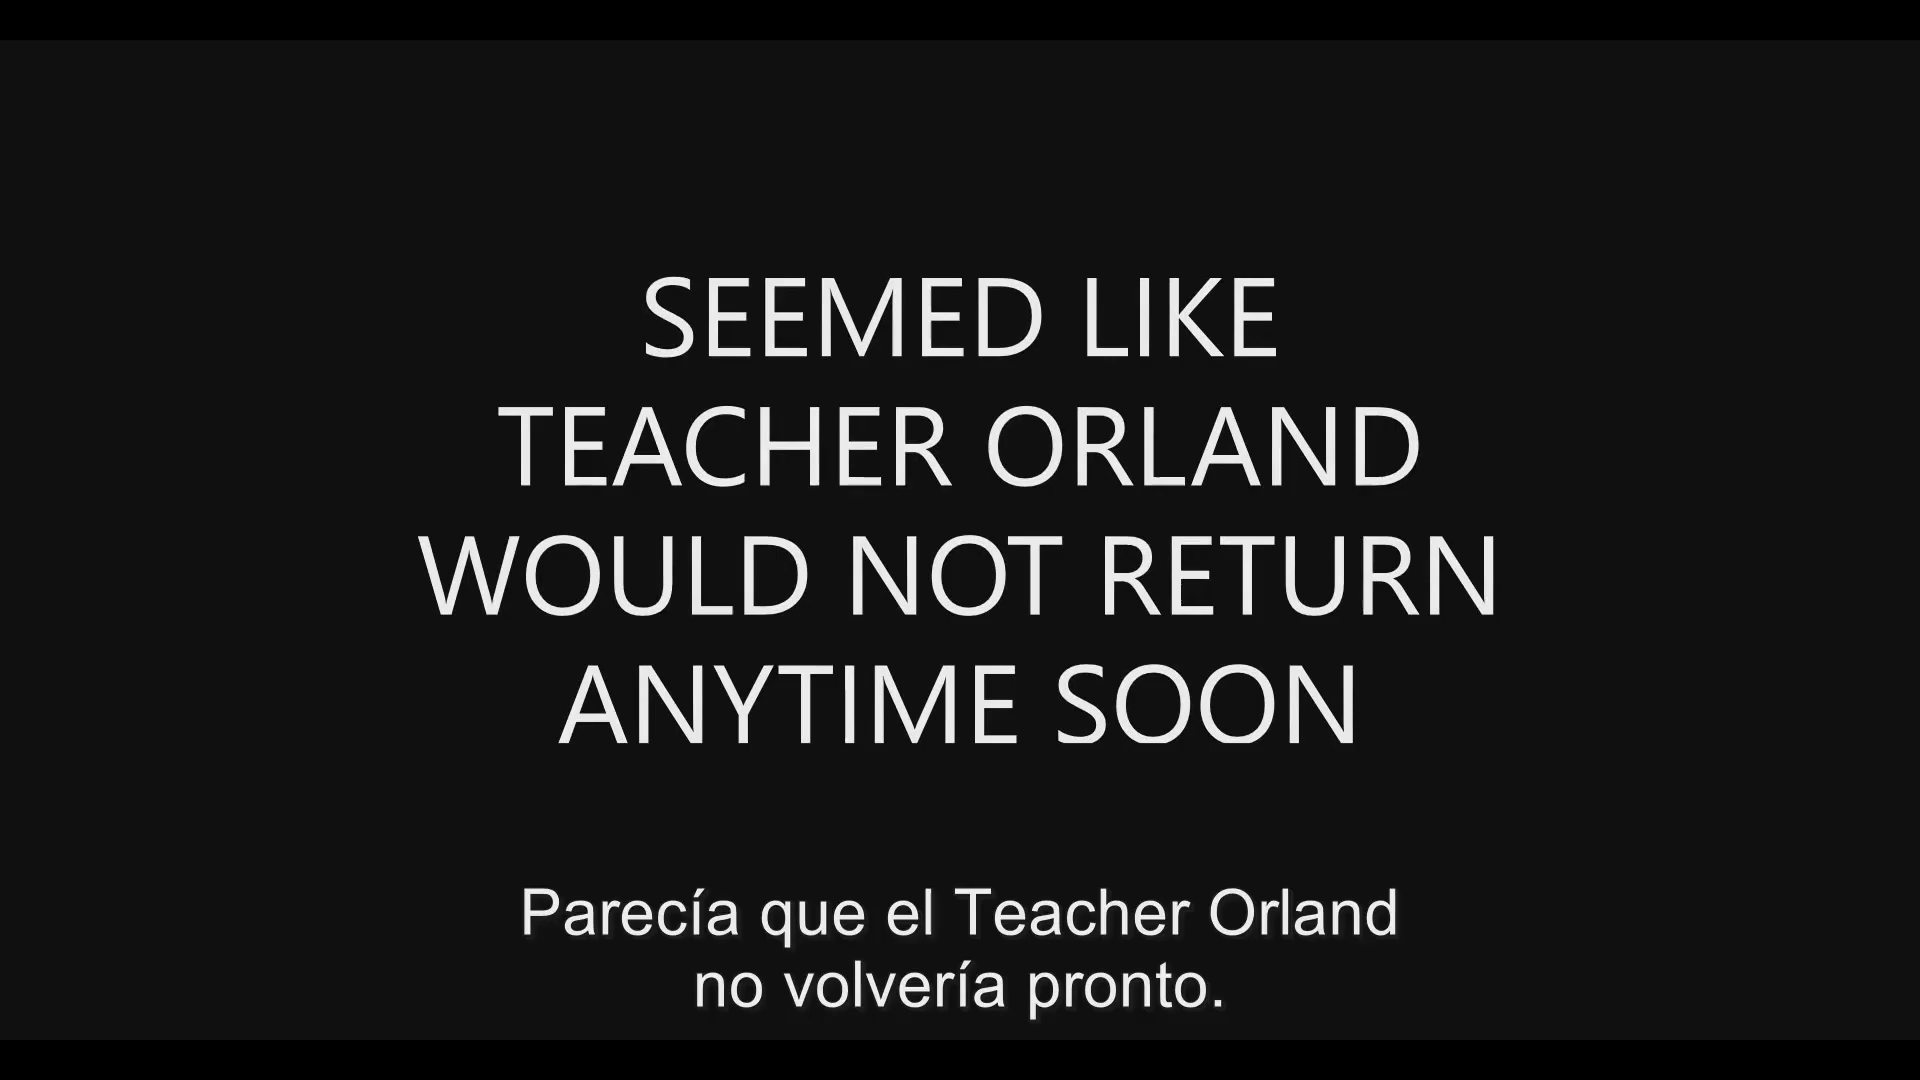 SEEMED LIKE
TEACHER ORLAND
WOULD NOT RETURN
ANYTIME SOON
Parecía que el Teacher Orland
no volvería pronto.